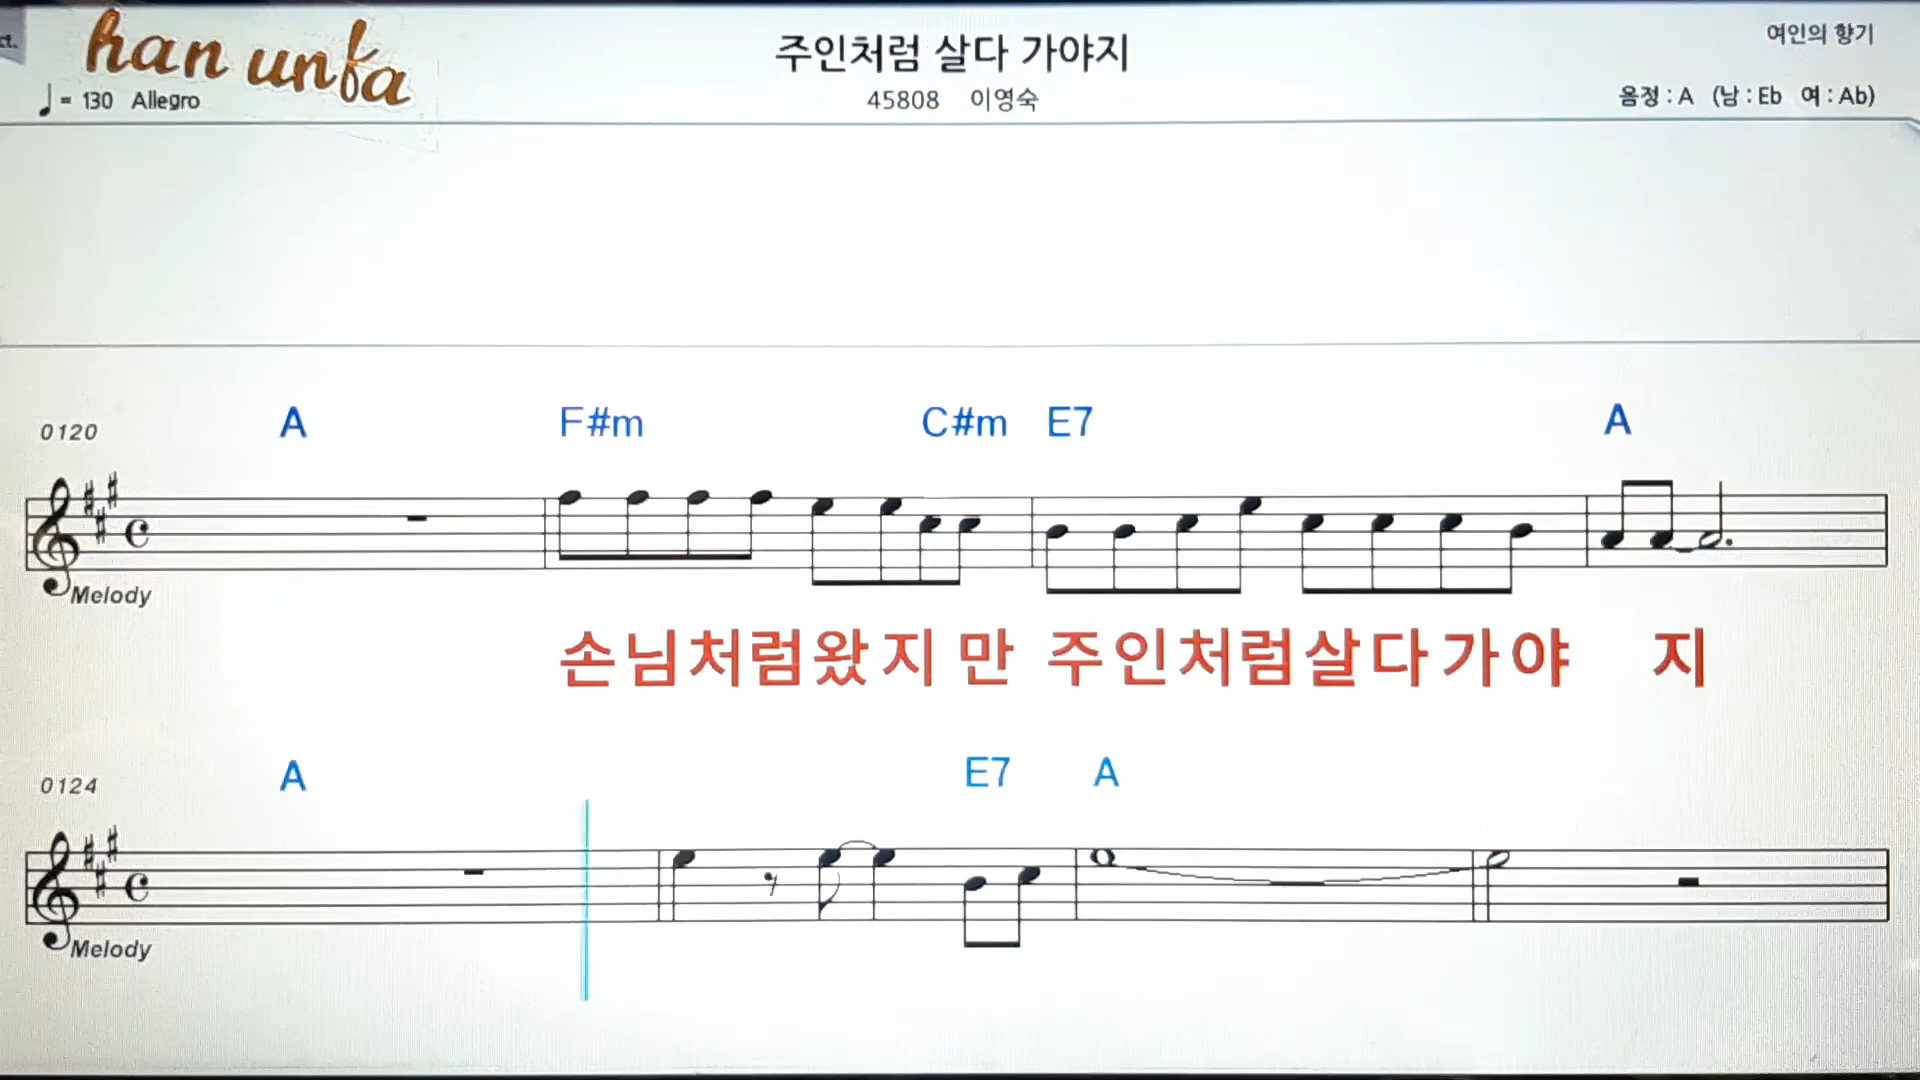 ct.
han unfa
♩= 130 Allegro
주인처럼 살다 가야지
45808 이영숙
여인의 향기
음정 : A (남 : Eb 여 : Ab)
0120
A F#m C#m E7 A
Melody
손님처럼왔지만 주인처럼살다가야 지
0124
A E7 A
Melody